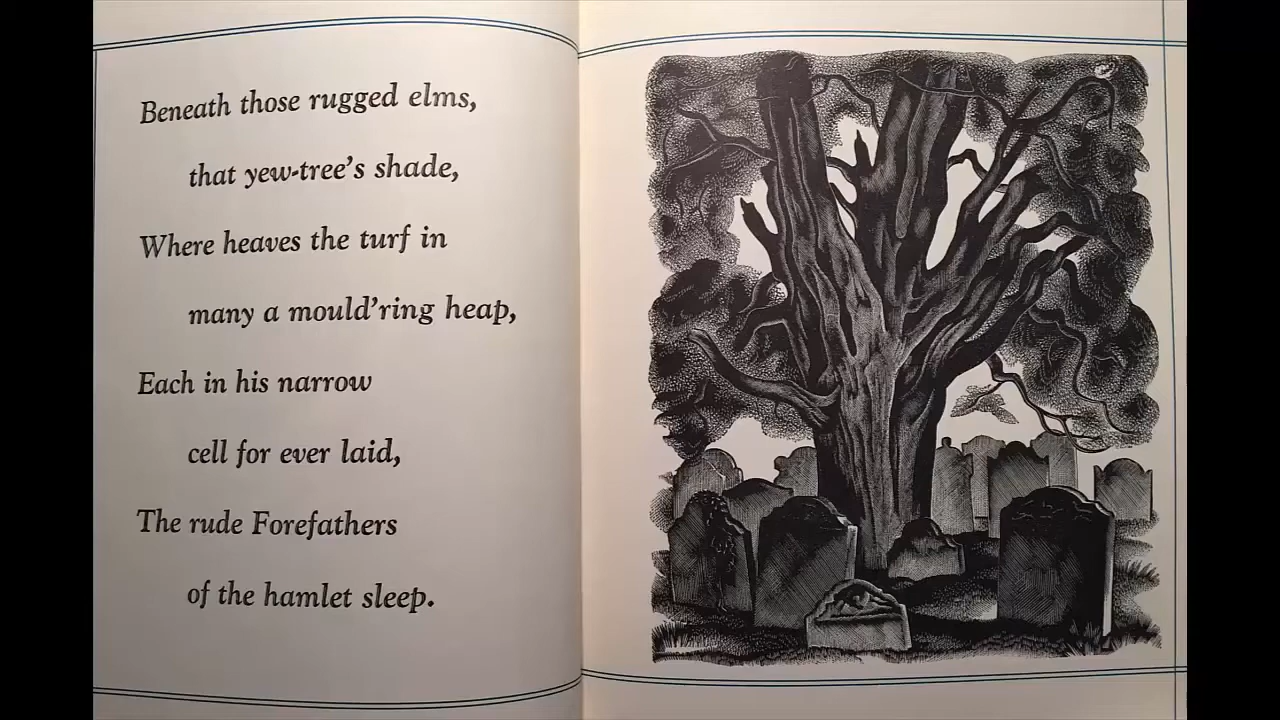 Beneath those rugged elms,
that yew-tree's shade,
Where heaves the turf in
many a mould'ring heap,
Each in his narrow
cell for ever laid,
The rude Forefathers
of the hamlet sleep.